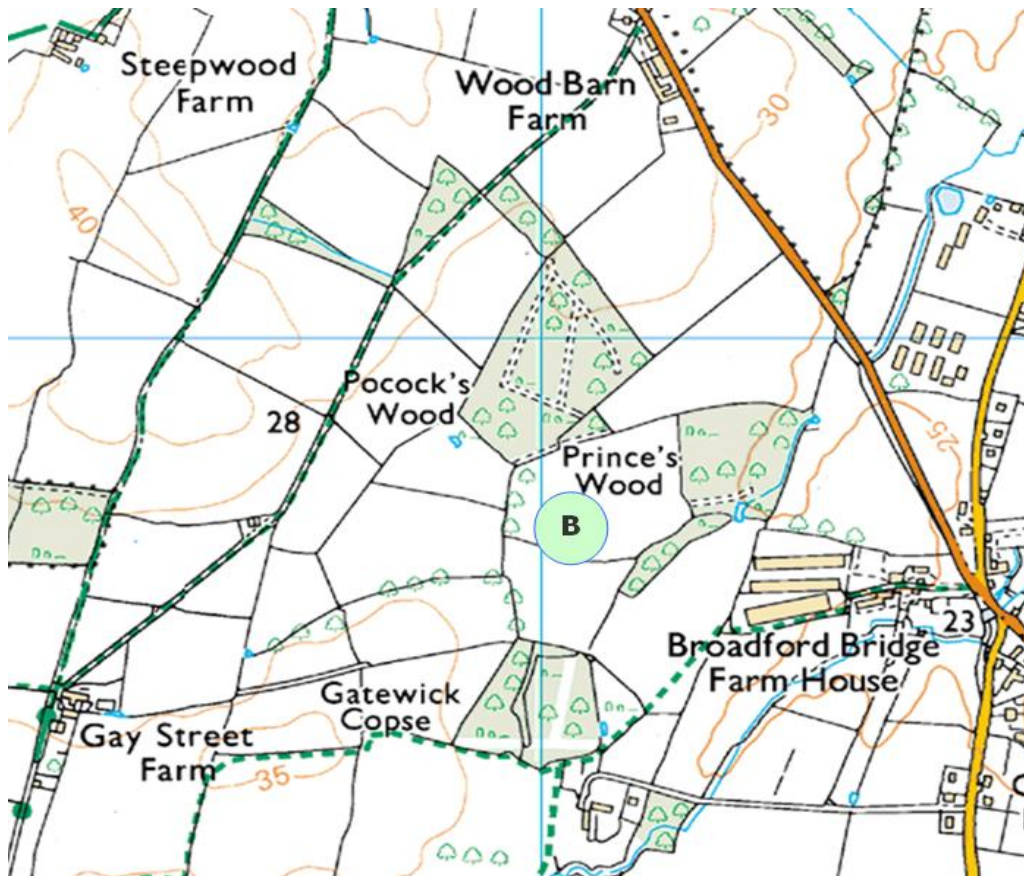 Steepwood
Farm
Wood Barn
Farm
30
40
Pocock's
Wood
28
25
Prince's
Wood
B
23
Broadford Bridge
Farm House
Gatewick
Copse
Gay Street
Farm
35